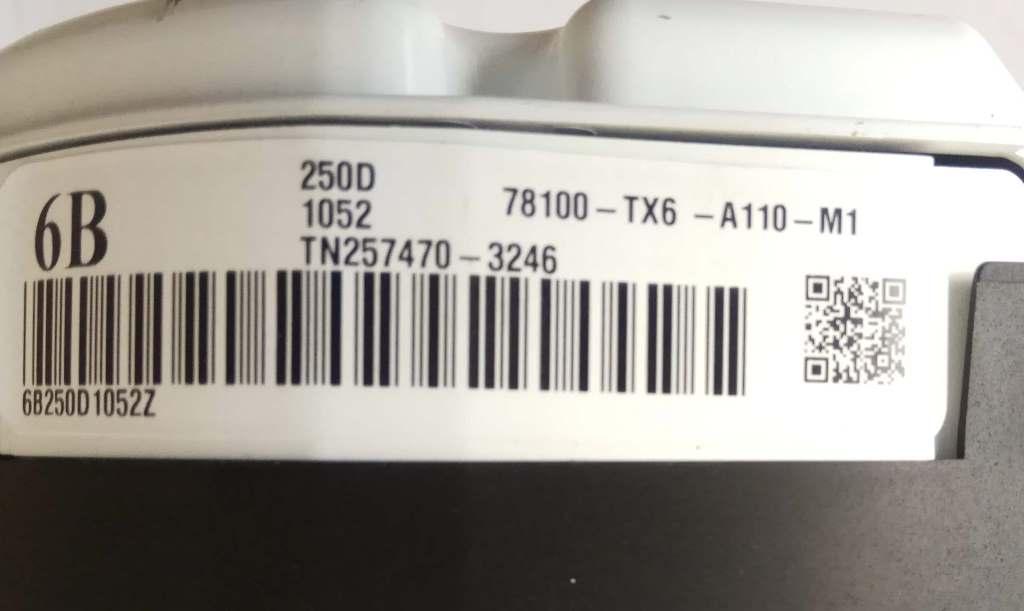 6B
250D
1052
TN257470-3246
78100-TX6 -A110-M1
6B250D1052Z